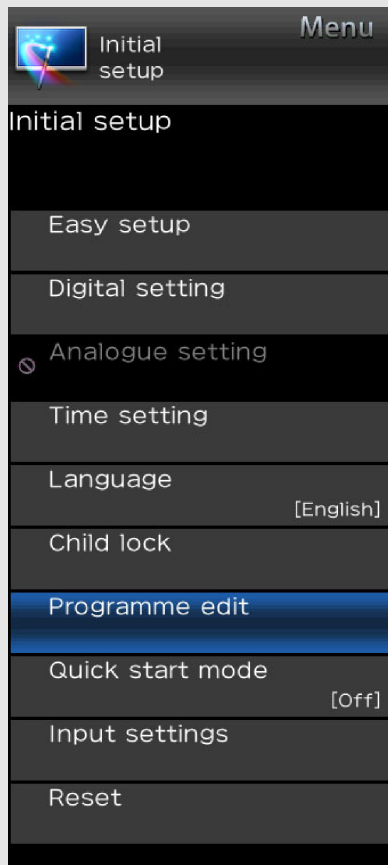 Menu
Initial
setup
Initial setup
Easy setup
Digital setting
Analogue setting
Time setting
Language
[English]
Child lock
Programme edit
Quick start mode
[Off]
Input settings
Reset